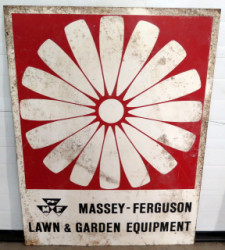 MASSEY-FERGUSON
LAWN & GARDEN EQUIPMENT